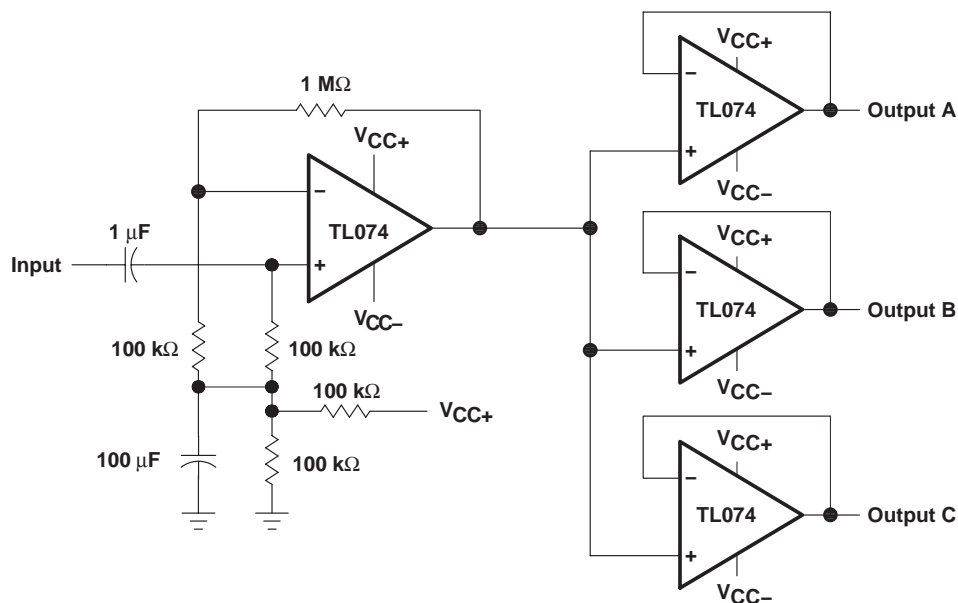 1 MΩ
VCC+
−
TL074
+
VCC−
1 μF
Input
100 kΩ
100 kΩ
100 kΩ
VCC+
100 μF
100 kΩ
VCC+
−
TL074
+
VCC−
Output A
VCC+
−
TL074
+
VCC−
Output B
VCC+
−
TL074
+
VCC−
Output C